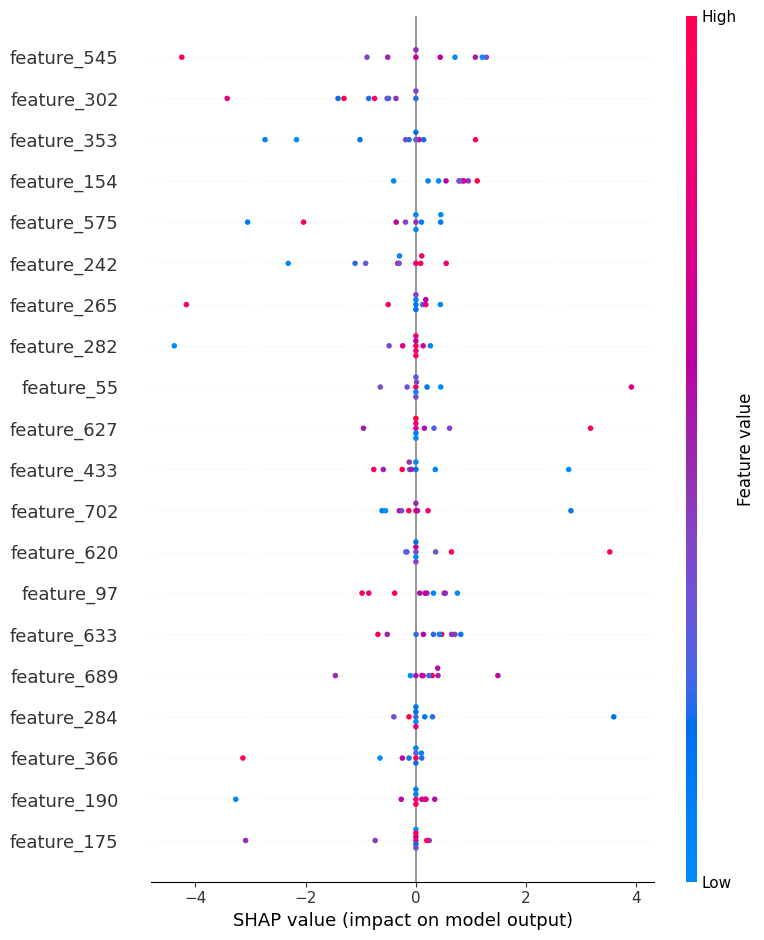 High
feature_545
feature_302
feature_353
feature_154
feature_575
feature_242
feature_265
feature_282
feature_55
feature_627
feature_433
feature_702
feature_620
feature_97
feature_633
feature_689
feature_284
feature_366
feature_190
feature_175
Feature value
Low
−4 −2 0 2 4
SHAP value (impact on model output)